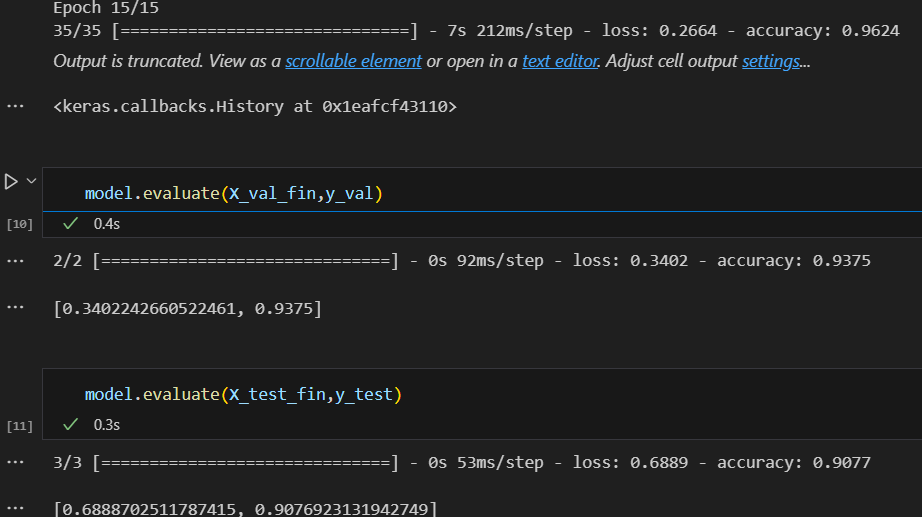 Epoch 15/15
35/35 [==============================] - 7s 212ms/step - loss: 0.2664 - accuracy: 0.9624
Output is truncated. View as a scrollable element or open in a text editor. Adjust cell output settings...
... <keras.callbacks.History at 0x1eafcf43110>
model.evaluate(X_val_fin,y_val)
[10] 0.4s
... 2/2 [==============================] - 0s 92ms/step - loss: 0.3402 - accuracy: 0.9375
... [0.3402242660522461, 0.9375]
model.evaluate(X_test_fin,y_test)
[11] 0.3s
... 3/3 [==============================] - 0s 53ms/step - loss: 0.6889 - accuracy: 0.9077
... [0.6888702511787415, 0.9076923131942749]